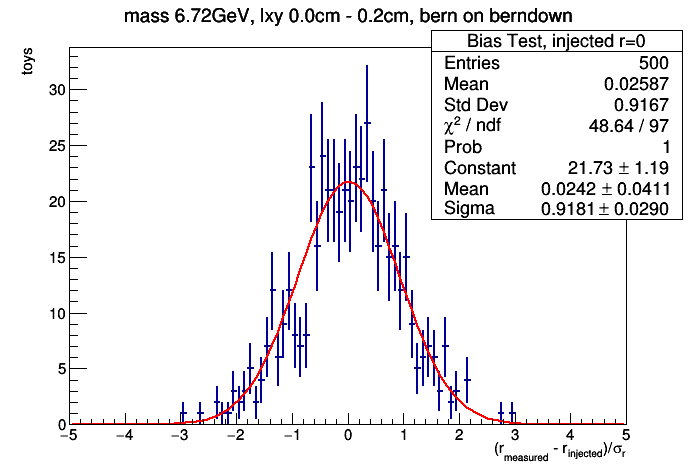 mass 6.72GeV, lxy 0.0cm - 0.2cm, bern on berndown
Bias Test, injected r=0
Entries 500
Mean 0.02587
Std Dev 0.9167
χ² / ndf 48.64 / 97
Prob 1
Constant 21.73 ± 1.19
Mean 0.0242 ± 0.0411
Sigma 0.9181 ± 0.0290
toys
30
25
20
15
10
5
0
−5 −4 −3 −2 −1 0 1 2 3 4 5
(r_measured - r_injected)/σ_r